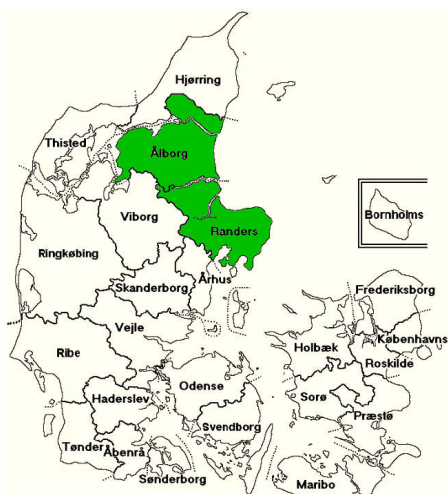 Hjørring
Thisted
Ålborg
Viborg
Bornholms
Randers
Ringkøbing
Århus
Skanderborg
Frederiksborg
Vejle
Københavns
Holbæk
Ribe
Roskilde
Odense
Haderslev
Sorø
Præstø
Svendborg
Tønder
Åbenrå
Sønderborg
Maribo